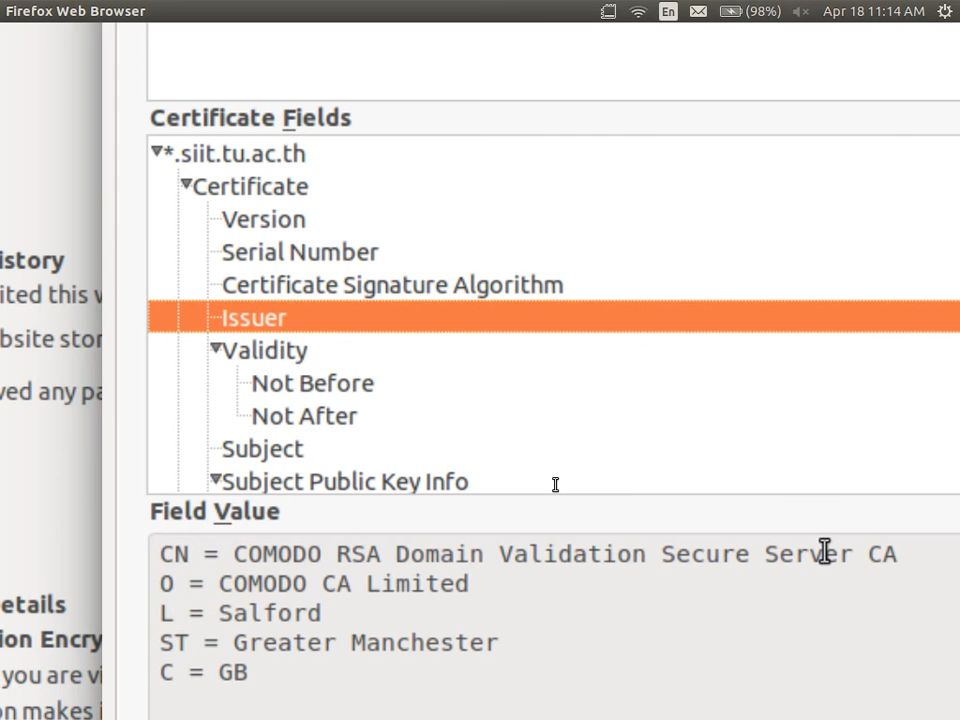 Firefox Web Browser En (98%) Apr 18 11:14 AM
Certificate Fields
*.siit.tu.ac.th
Certificate
Version
istory
Serial Number
ited this
Certificate Signature Algorithm
Issuer
bsite stor
Validity
Not Before
ved any pa
Not After
Subject
Subject Public Key Info
Field Value
CN = COMODO RSA Domain Validation Secure Server CA
O = COMODO CA Limited
etails
L = Salford
ion Encry
ST = Greater Manchester
you are vi
C = GB
on makes i